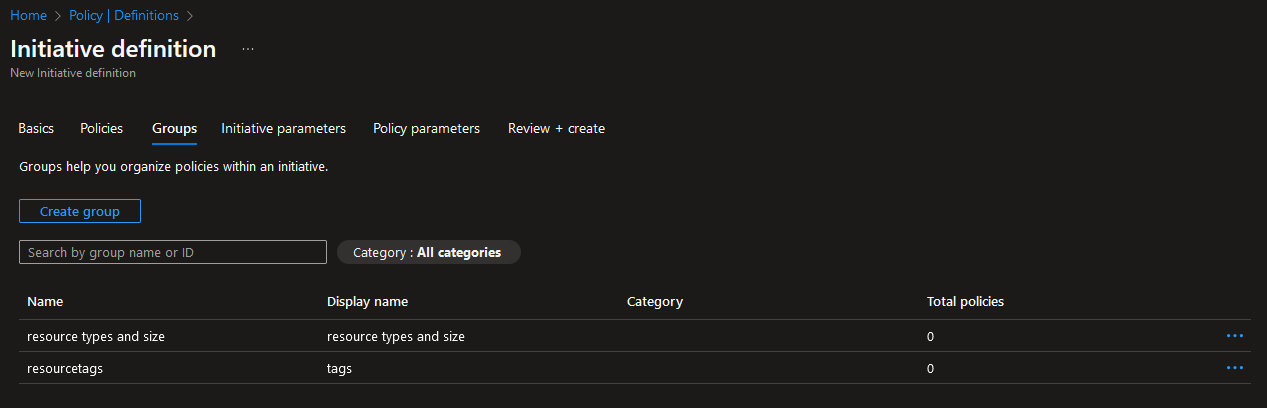 Home > Policy | Definitions >
Initiative definition ...
New Initiative definition
Basics Policies Groups Initiative parameters Policy parameters Review + create
Groups help you organize policies within an initiative.
Create group
Search by group name or ID Category : All categories
Name Display name Category Total policies
resource types and size resource types and size 0 ...
resourcetags tags 0 ...